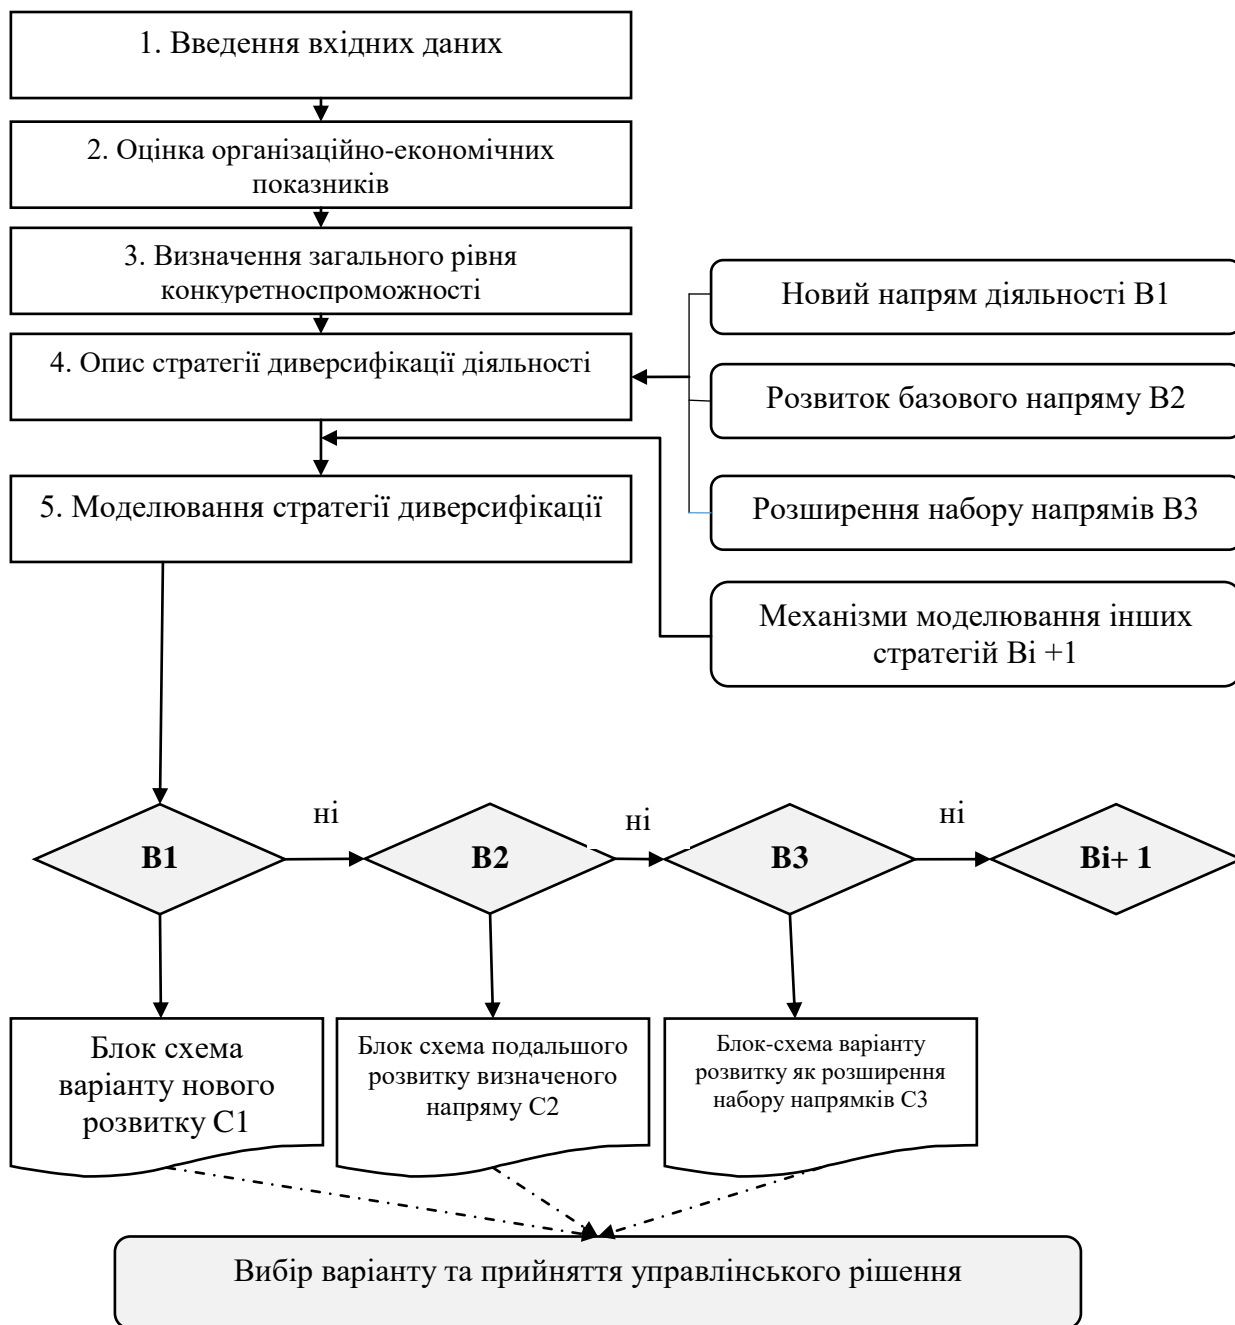 1. Введення вхідних даних
2. Оцінка організаційно-економічних
показників
3. Визначення загального рівня
конкуретноспроможності
4. Опис стратегії диверсифікації діяльності
5. Моделювання стратегії диверсифікації
Новий напрям діяльності В1
Розвиток базового напряму В2
Розширення набору напрямів В3
Механізми моделювання інших
стратегій Ві +1
В1
ні
В2
ні
В3
ні
Ві+ 1
Блок схема
варіанту нового
розвитку С1
Блок схема подальшого
розвитку визначеного
напряму С2
Блок-схема варіанту
розвитку як розширення
набору напрямків С3
Вибір варіанту та прийняття управлінського рішення